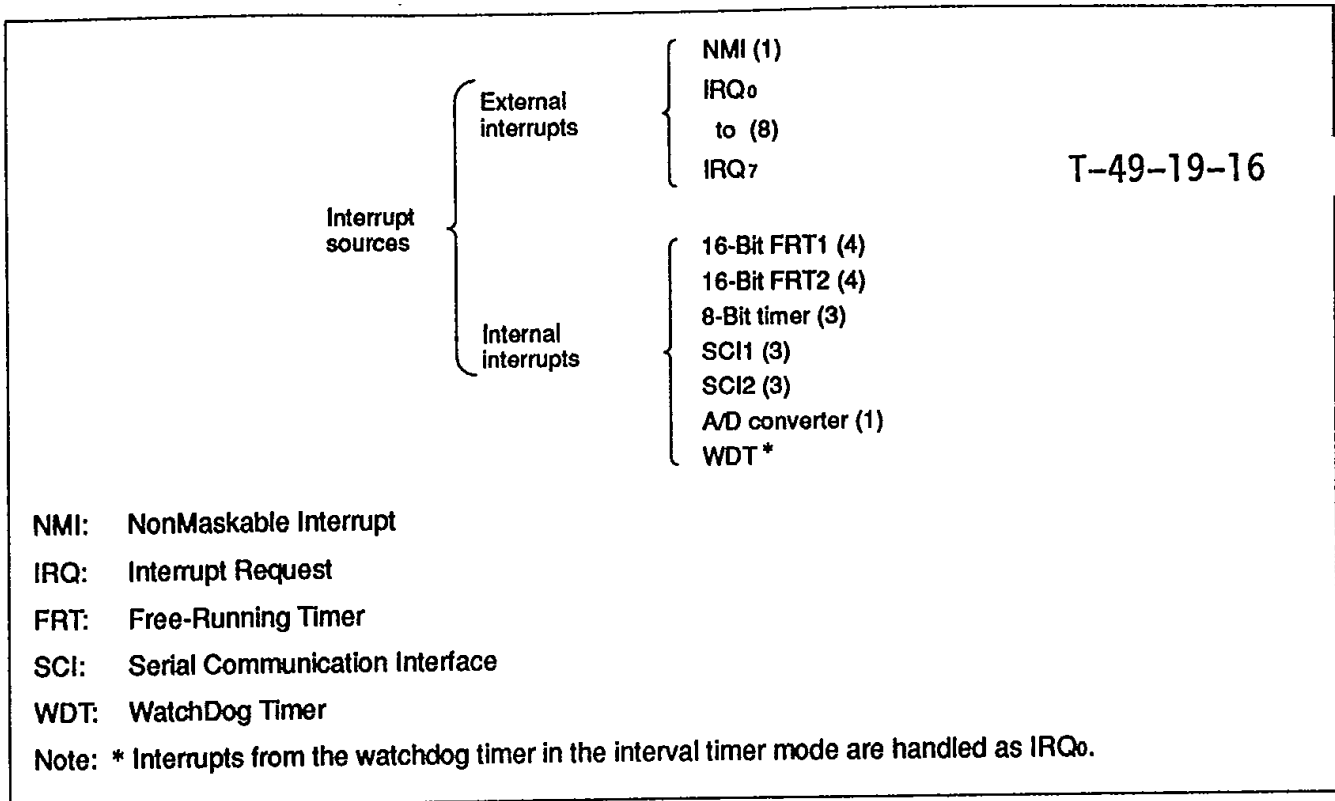 NMI (1)
IRQ0
to (8)
IRQ7
External
interrupts
T-49-19-16
Interrupt
sources
16-Bit FRT1 (4)
16-Bit FRT2 (4)
8-Bit timer (3)
SCI1 (3)
SCI2 (3)
A/D converter (1)
WDT *
Internal
interrupts
NMI: NonMaskable Interrupt
IRQ: Interrupt Request
FRT: Free-Running Timer
SCI: Serial Communication Interface
WDT: WatchDog Timer
Note: * Interrupts from the watchdog timer in the interval timer mode are handled as IRQ0.